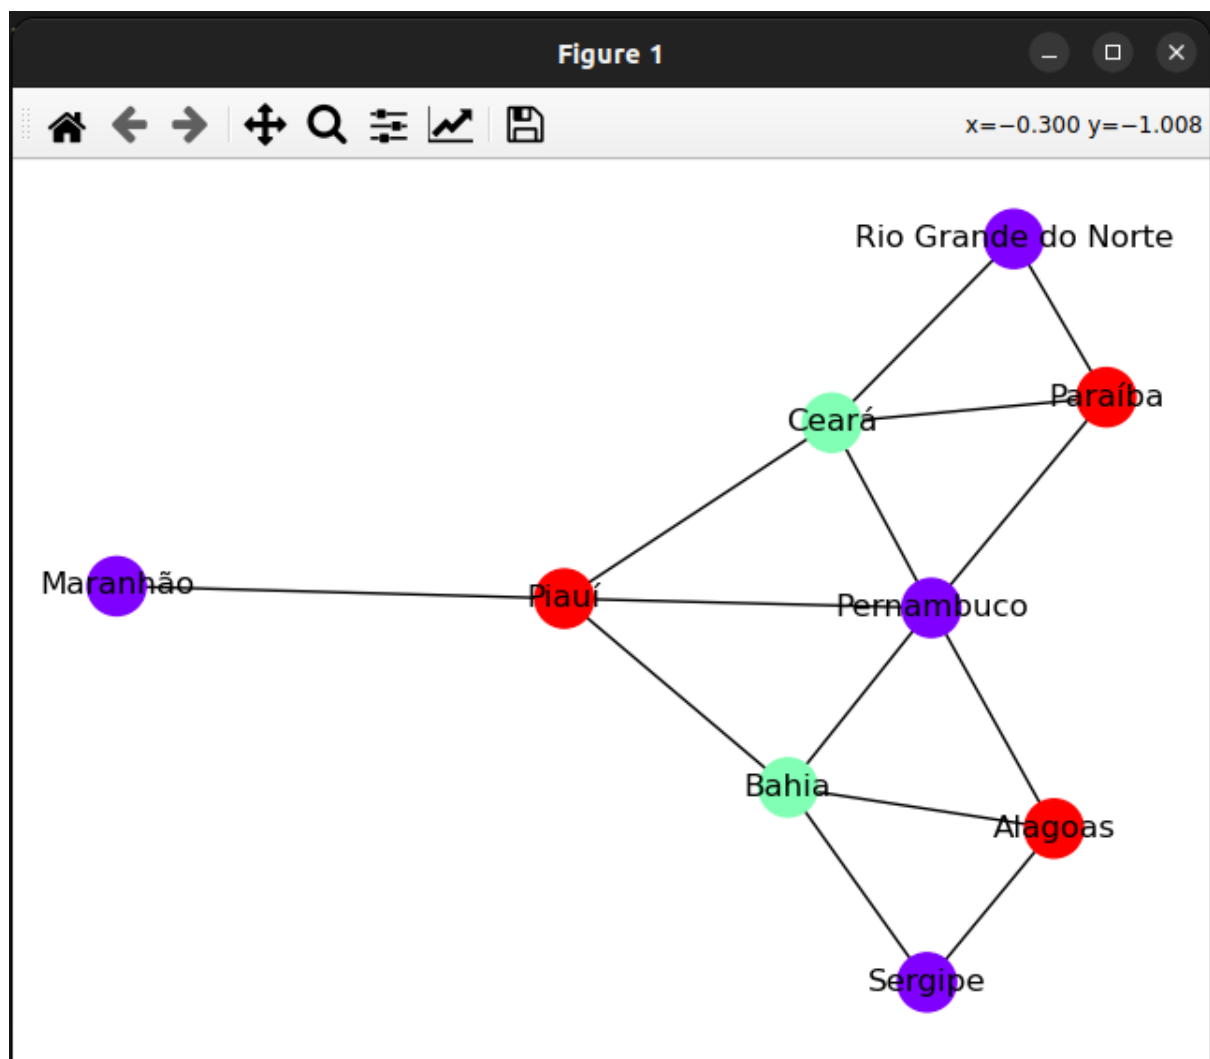 Figure 1
x=−0.300 y=−1.008
Rio Grande do Norte
Paraíba
Ceará
Maranhão
Piauí
Pernambuco
Bahia
Alagoas
Sergipe